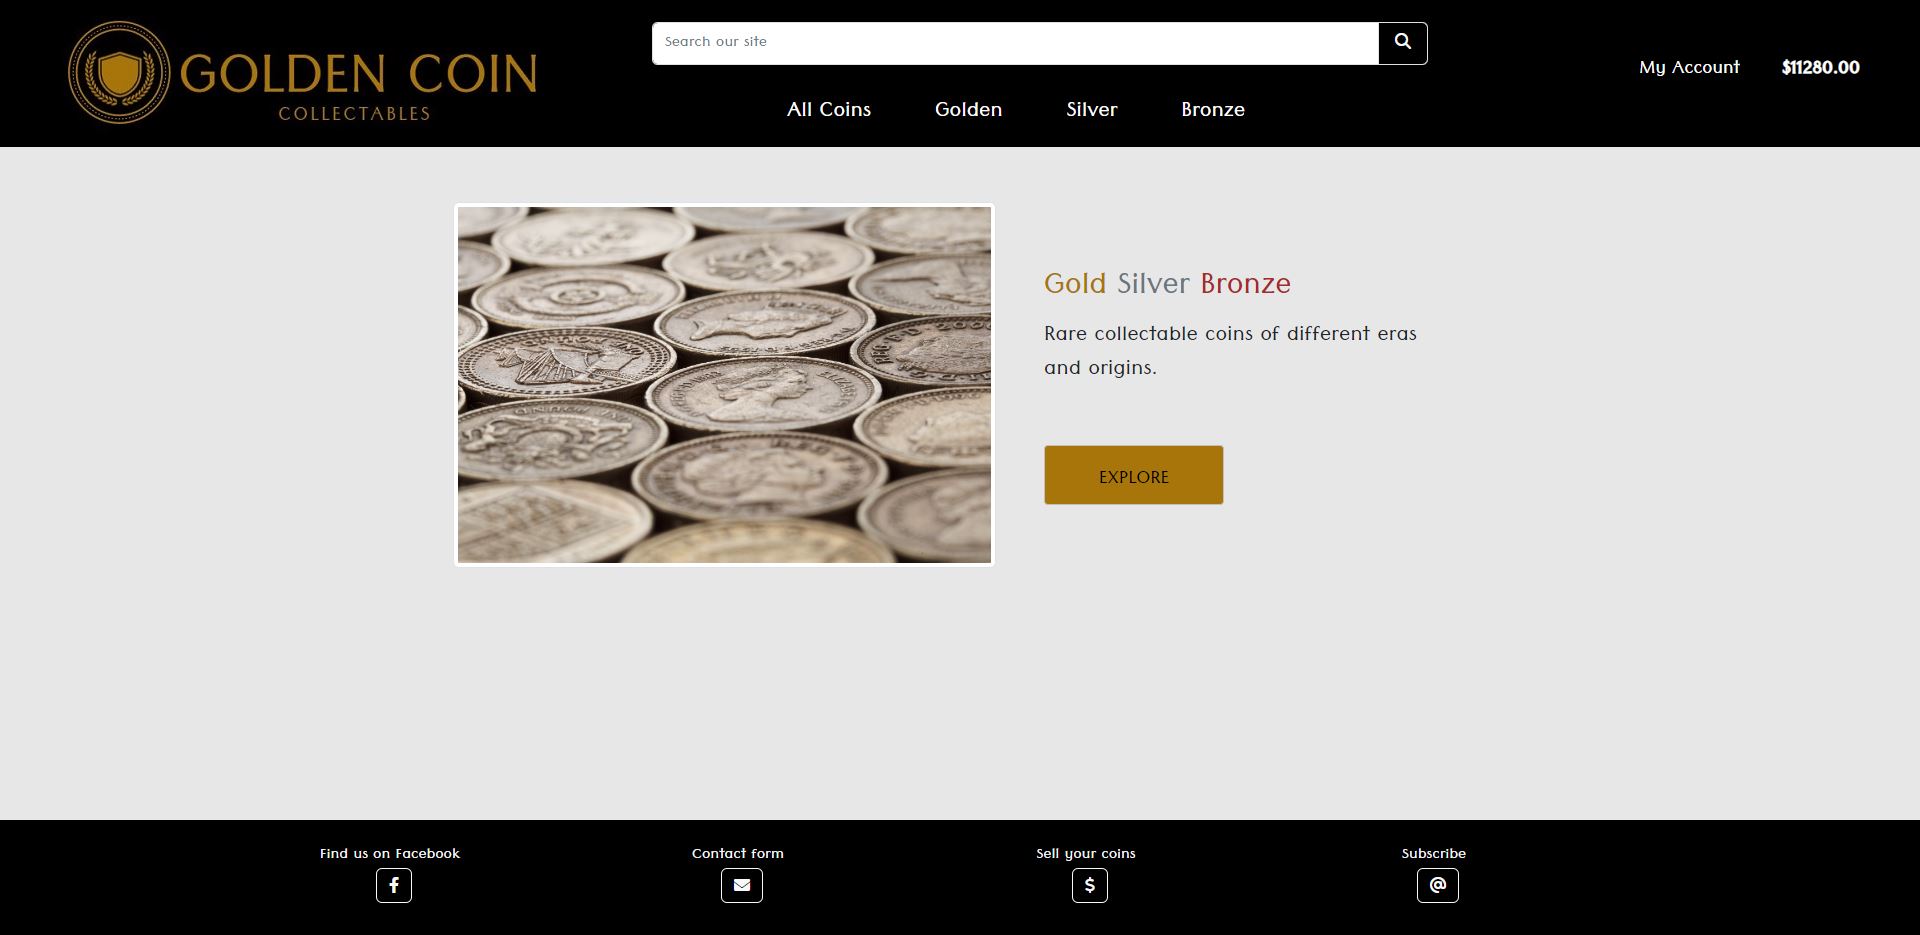 GOLDEN COIN
COLLECTABLES
Search our site
My Account
$11280.00
All Coins
Golden
Silver
Bronze
Gold Silver Bronze
Rare collectable coins of different eras
and origins.
EXPLORE
Find us on Facebook
Contact form
Sell your coins
Subscribe